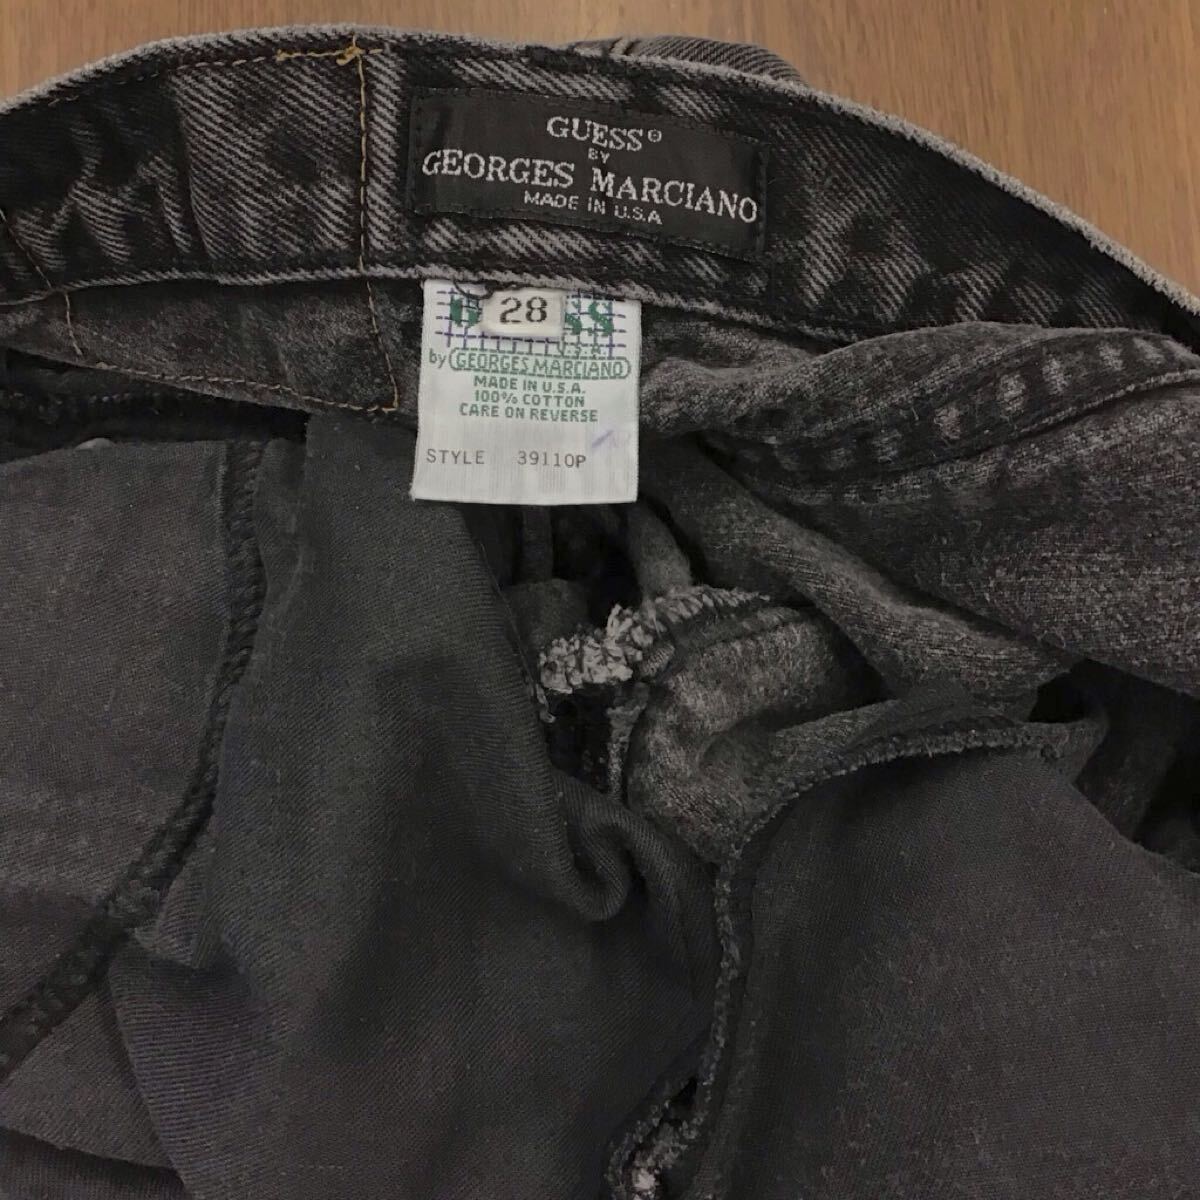 GUESS®
BY
GEORGES MARCIANO
MADE IN U.S.A
28
U.S.A.
by GEORGES MARCIANO
MADE IN U.S.A.
100% COTTON
CARE ON REVERSE
STYLE 39110P